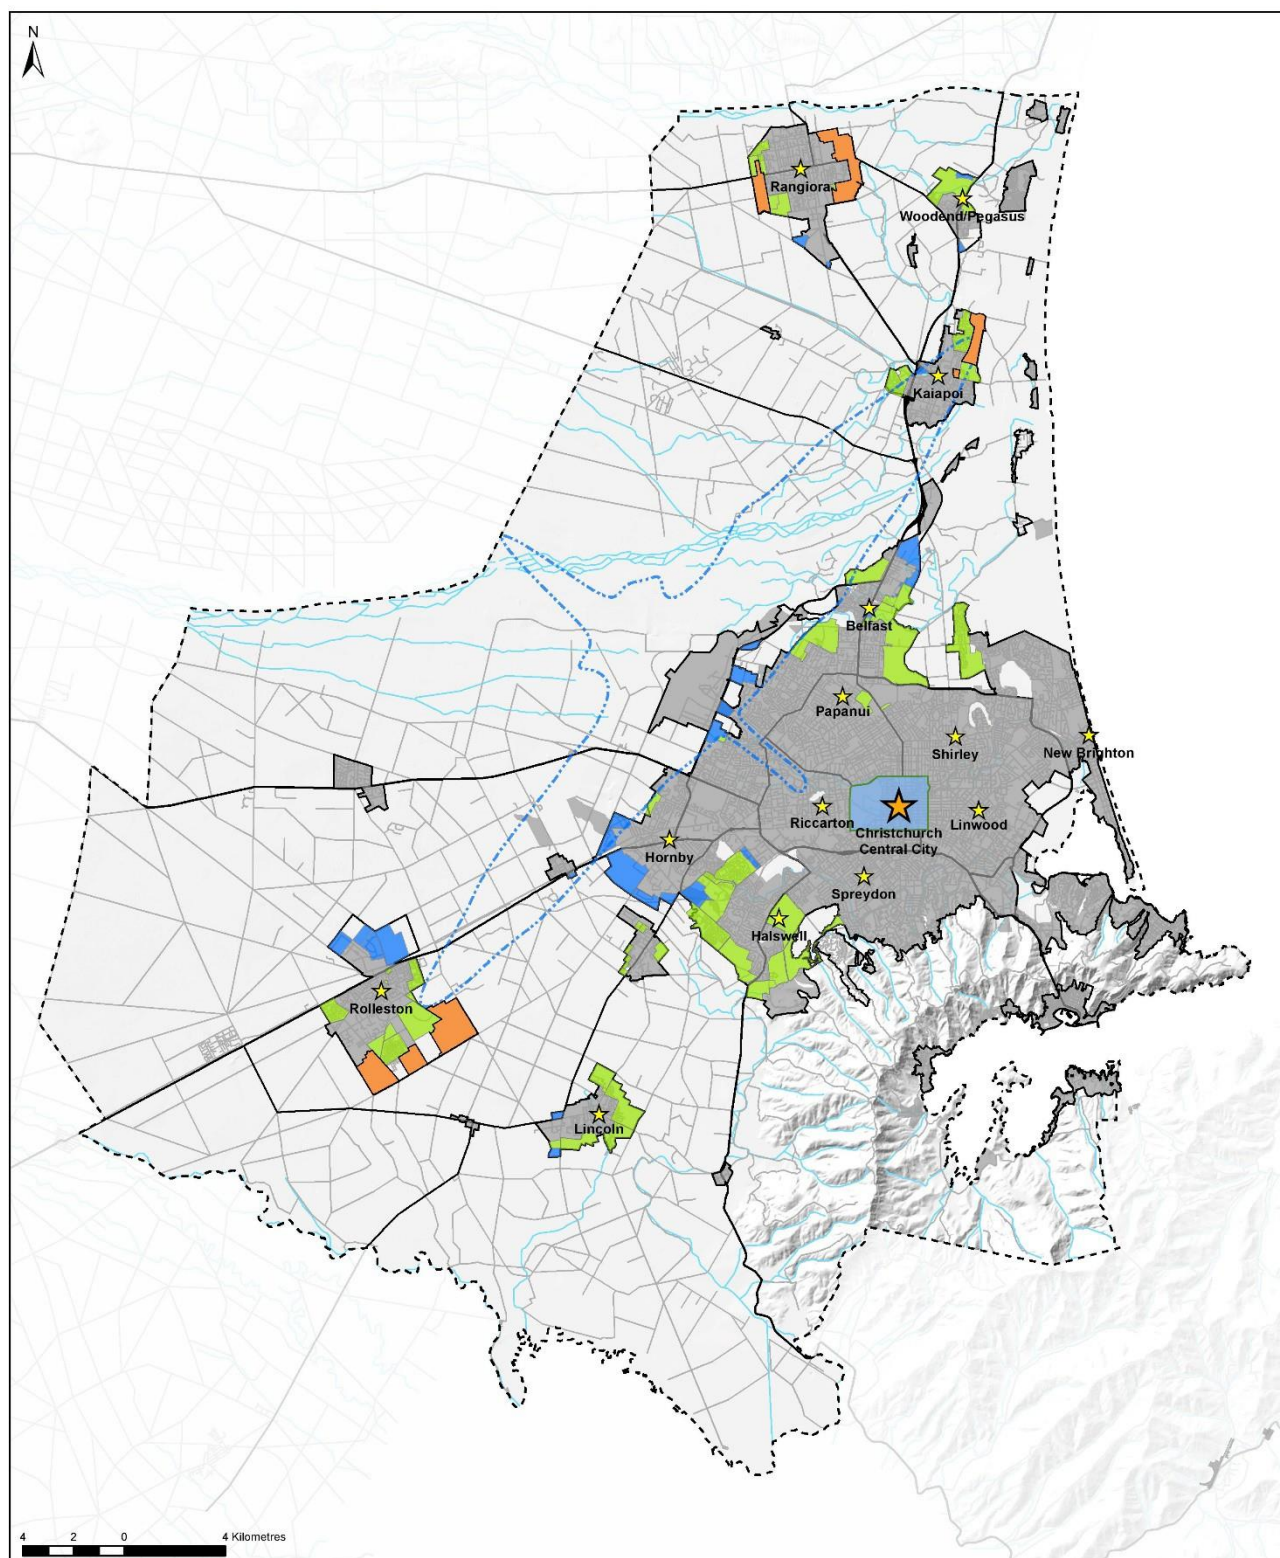 N
Rangiora
Woodend/Pegasus
Kaiapoi
Belfast
Papanui
Shirley
New Brighton
Riccarton
Christchurch
Central City
Linwood
Hornby
Spreydon
Halswell
Rolleston
Lincoln
4 2 0 4 Kilometres